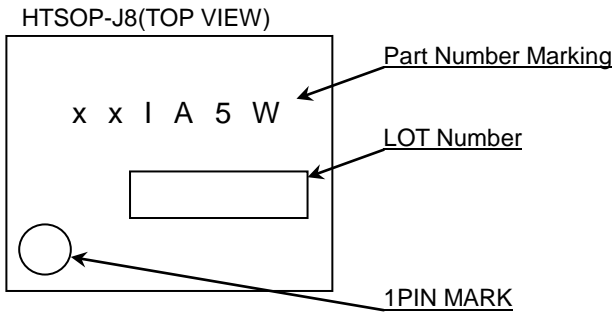 HTSOP-J8(TOP VIEW)
Part Number Marking
x x I A 5 W
LOT Number
1PIN MARK